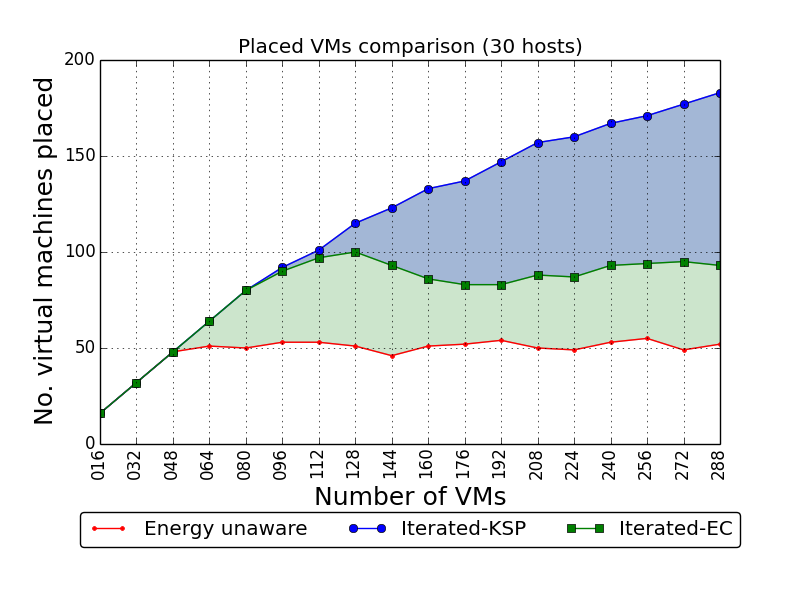 Placed VMs comparison (30 hosts)
No. virtual machines placed
200
150
100
50
0
016 032 048 064 080 096 112 128 144 160 176 192 208 224 240 256 272 288
Number of VMs
Energy unaware Iterated-KSP Iterated-EC